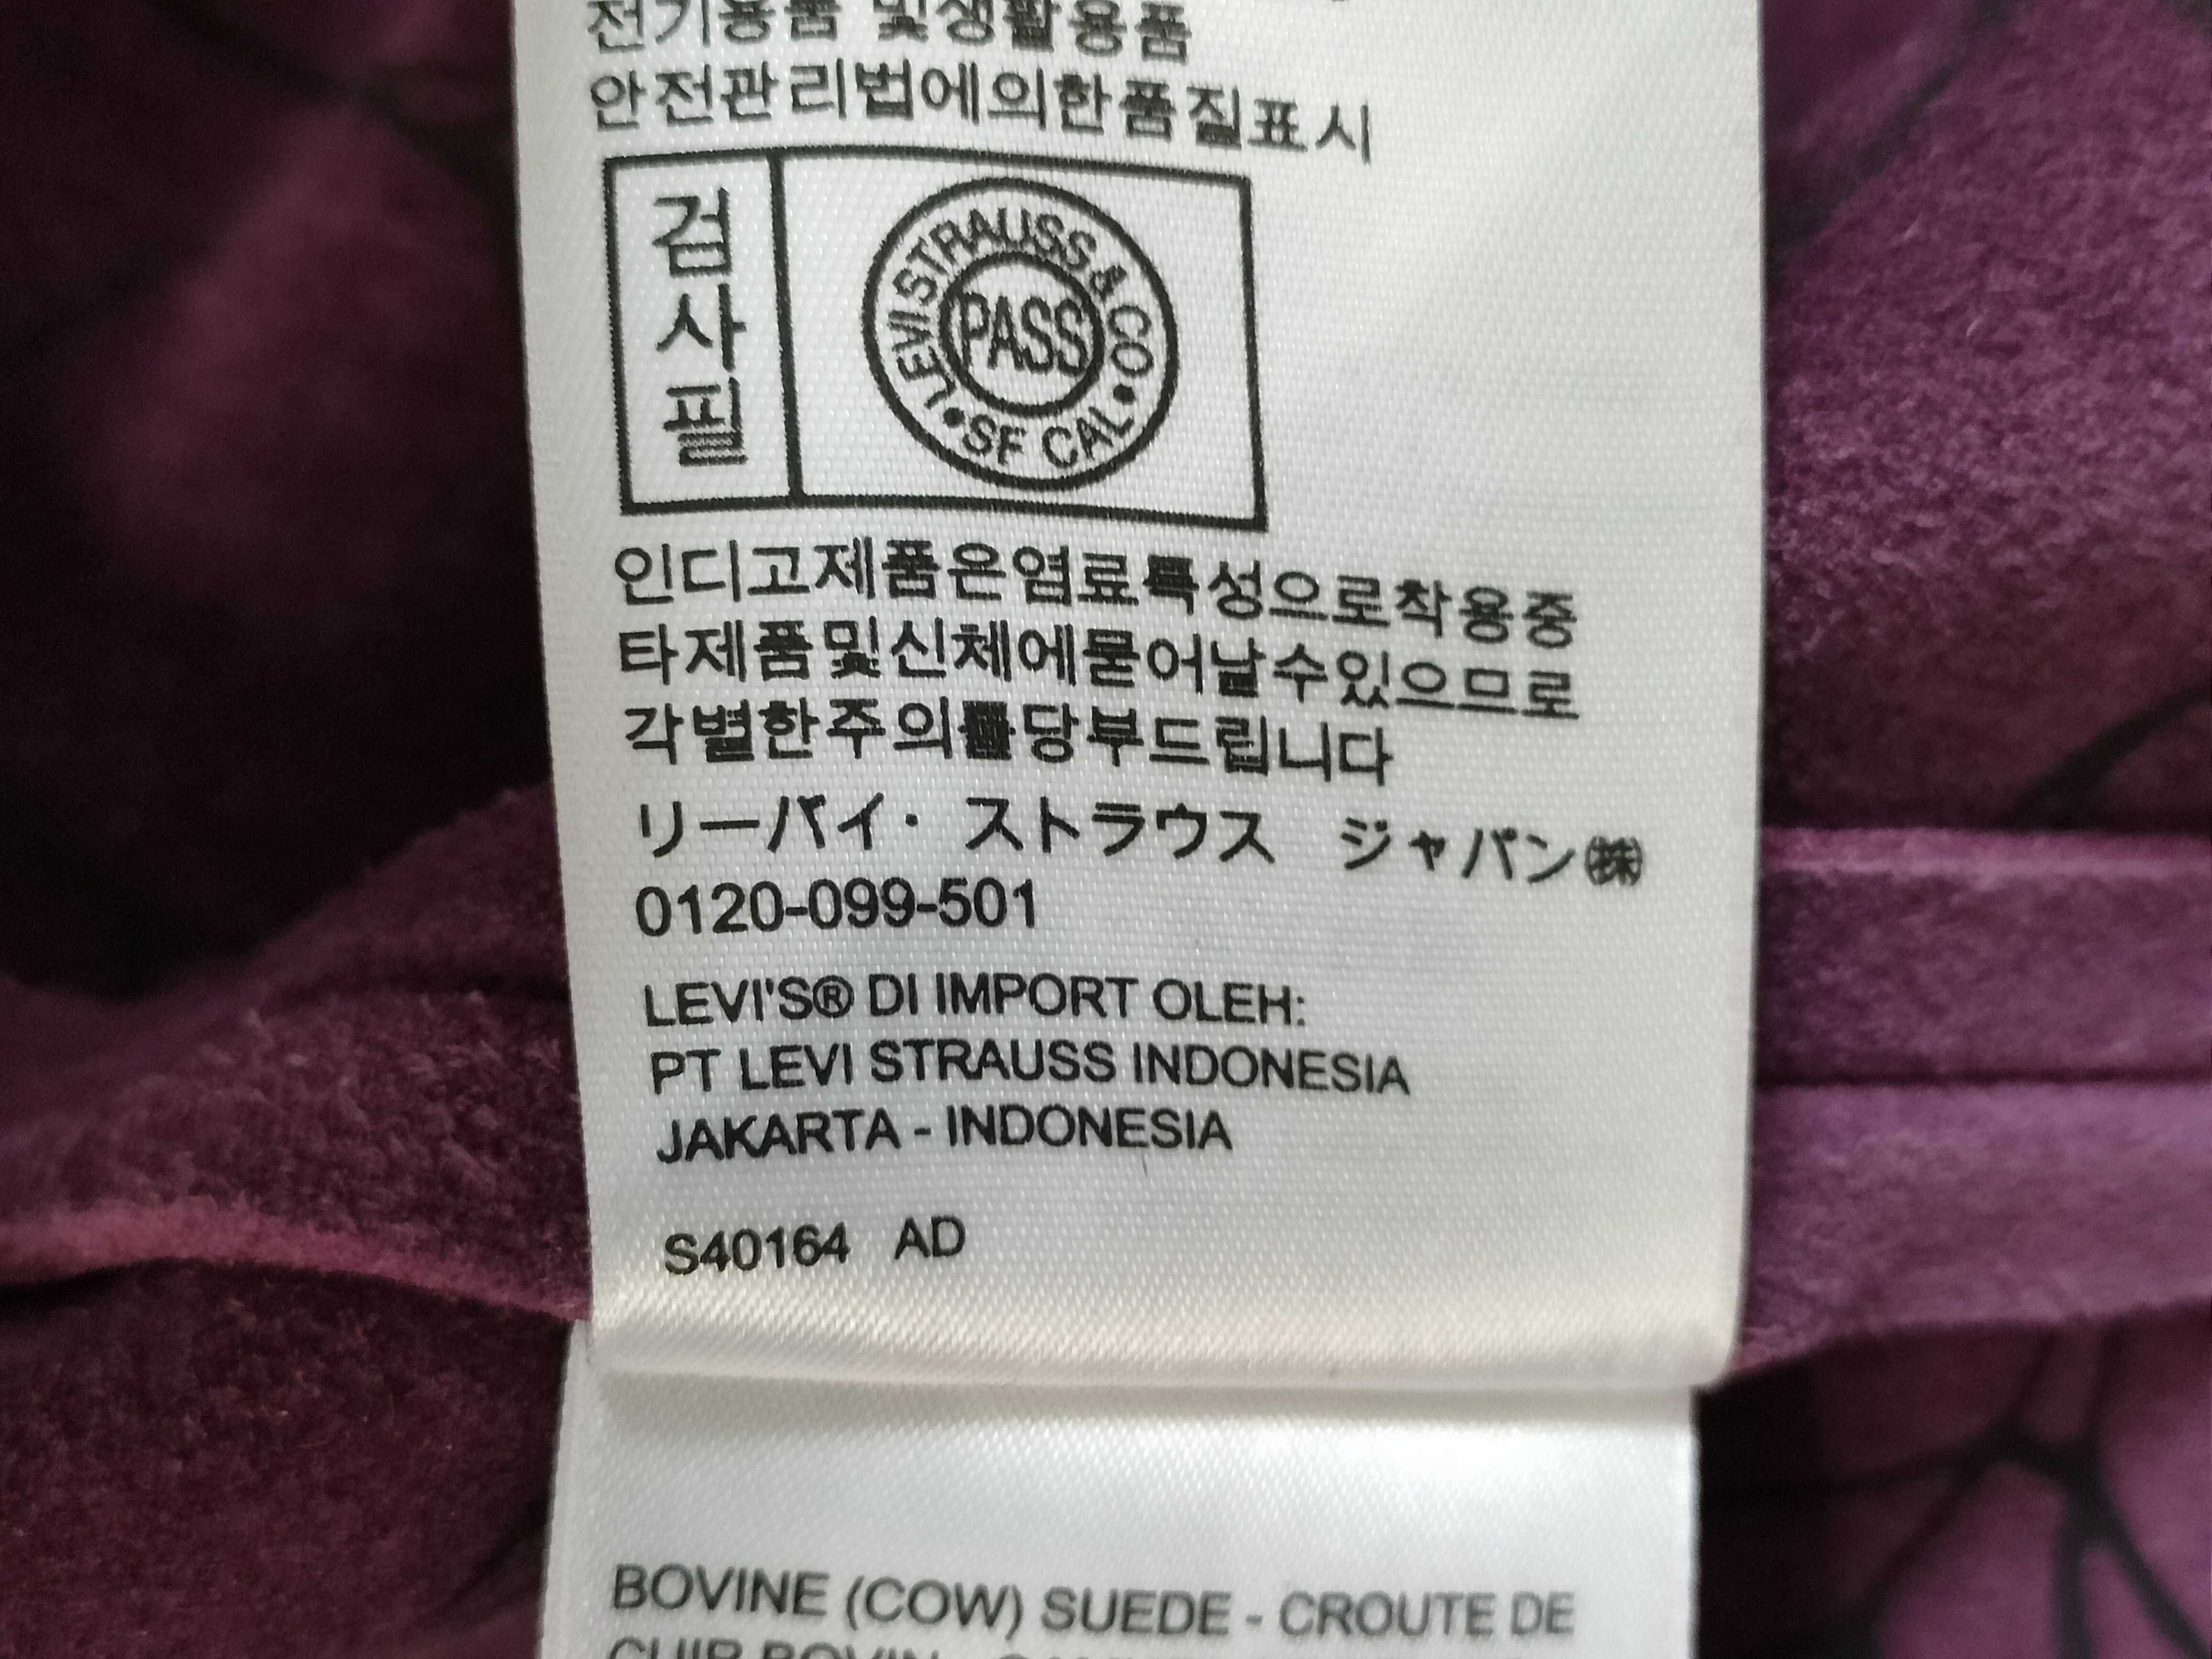 전기용품 및생활용품
안전관리법에의한품질표시
검사필
LEVI STRAUSS & CO • SF CAL •
PASS
인디고제품은염료특성으로착용중
타제품및신체에묻어날수있으므로
각별한주의를당부드립니다
リーバイ・ ストラウス ジャパン㈱
0120-099-501
LEVI'S® DI IMPORT OLEH:
PT LEVI STRAUSS INDONESIA
JAKARTA - INDONESIA
S40164 AD
BOVINE (COW) SUEDE - CROUTE DE
CUIR BOVIN -